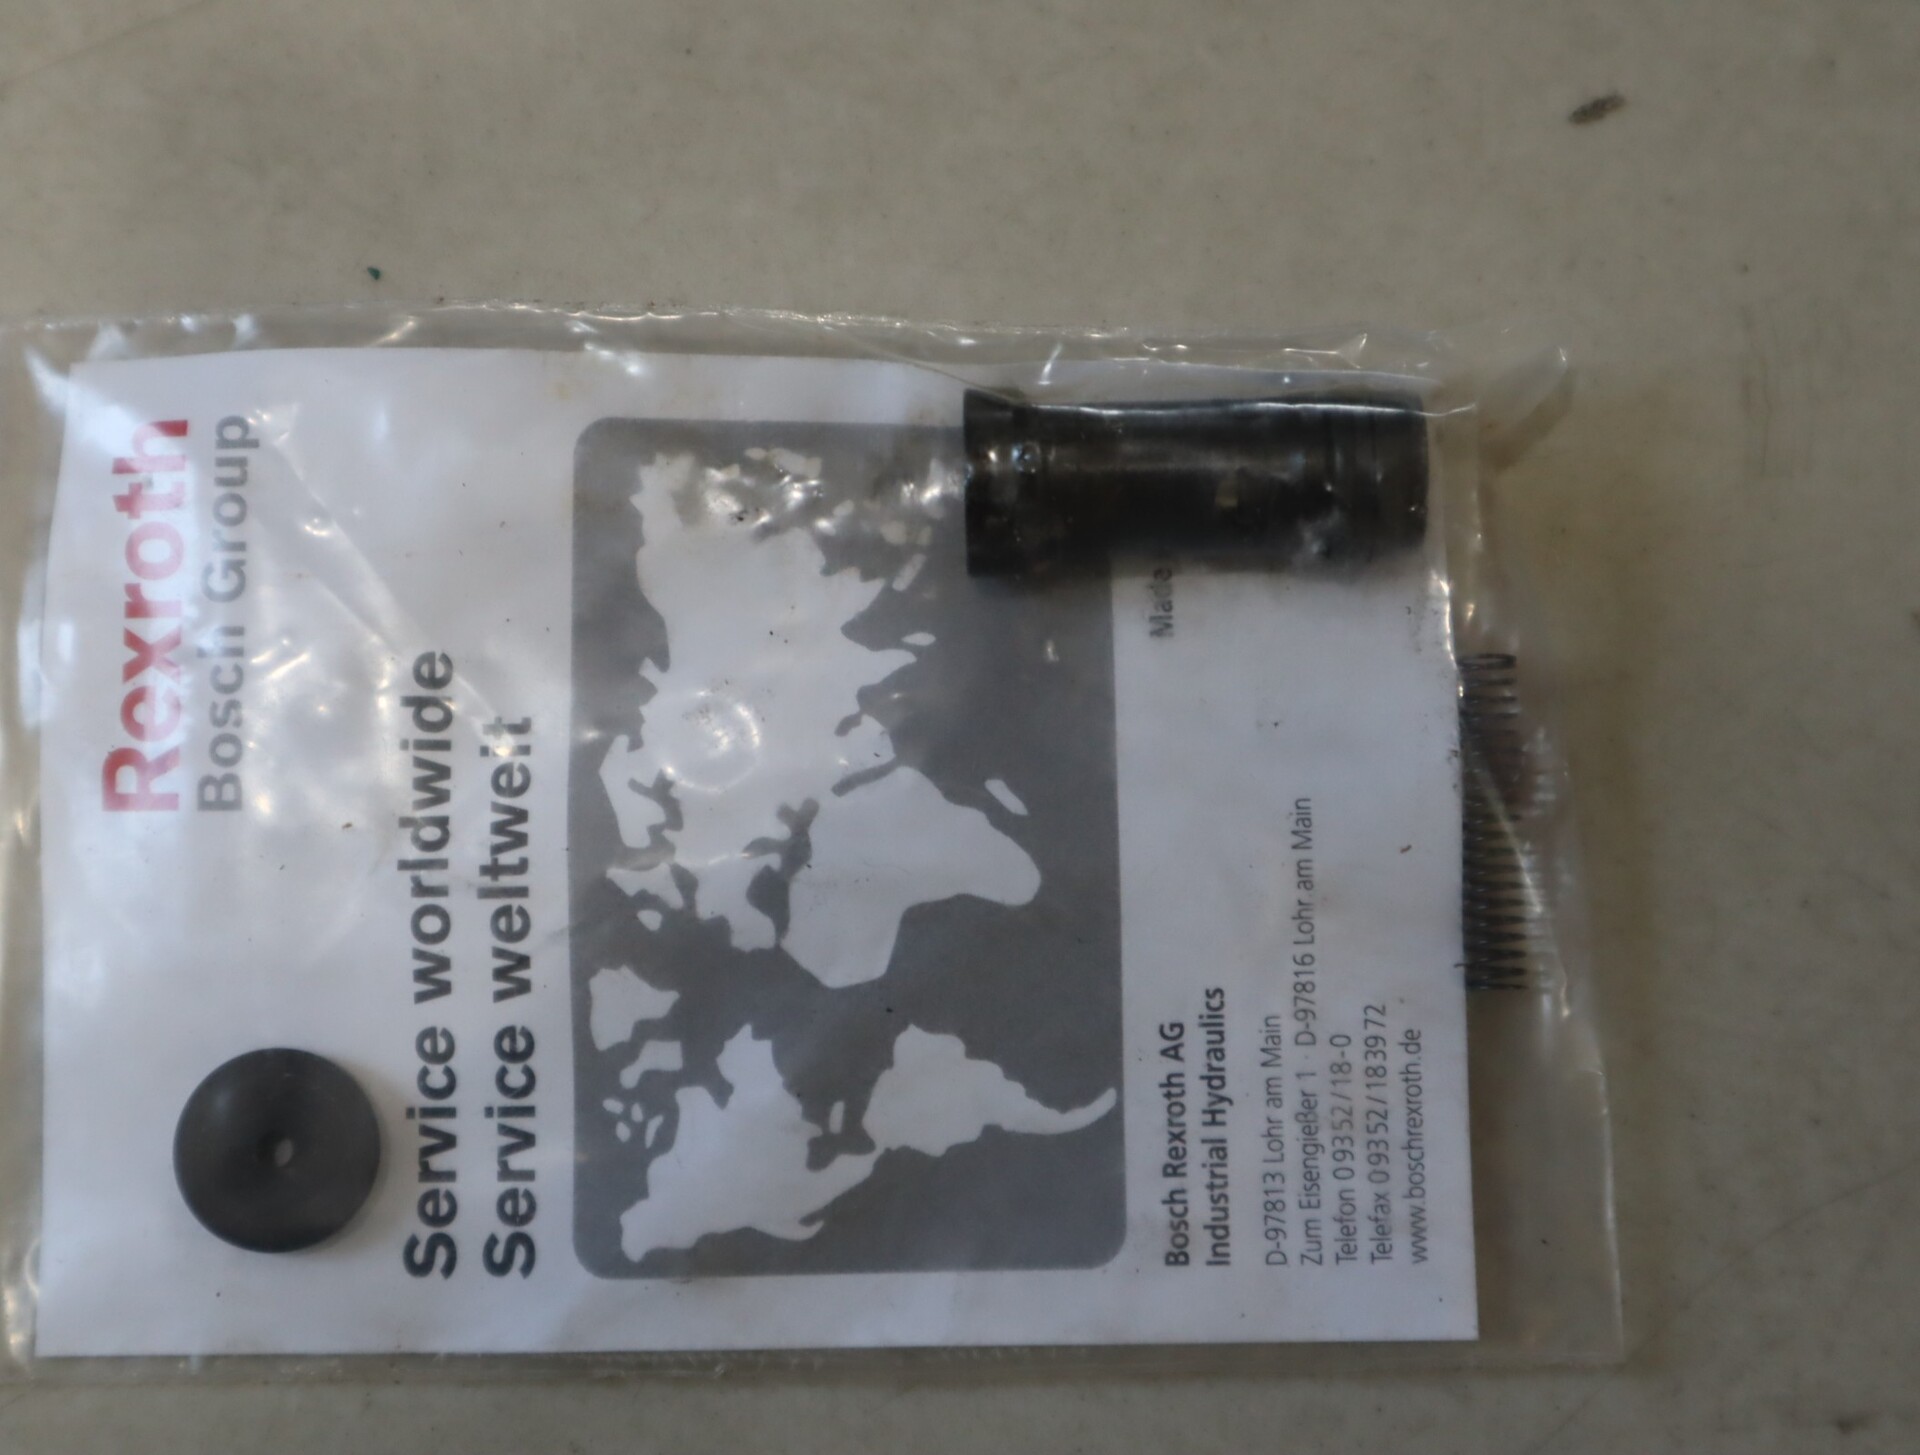 Rexroth
Bosch Group
Service worldwide
Service weltweit
Made
Bosch Rexroth AG
Industrial Hydraulics
D-97813 Lohr am Main
Zum Eisengießer 1 · D-97816 Lohr am Main
Telefon 0 93 52 / 18-0
Telefax 0 93 52 / 18 39 72
www.boschrexroth.de